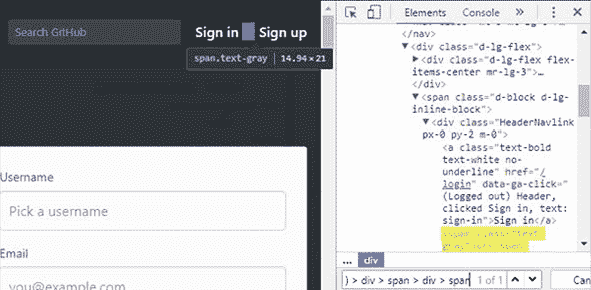 Search GitHub
Sign in Sign up
span.text-gray 14.94×21
Username
Pick a username
Email
you@example.com
Elements Console » ⋮ ×
</nav>
▼<div class="d-lg-flex">
▶<div class="d-lg-flex flex-
items-center mr-lg-3">…
</div>
▼<span class="d-block d-lg-
inline-block">
▼<div class="HeaderNavlink
px-0 py-2 m-0">
<a class="text-bold
text-white no-
underline" href="/
login" data-ga-click="
(Logged out) Header,
clicked Sign in, text:
sign-in">Sign in</a>
... div
) > div > span > div > span 1 of 1 Can